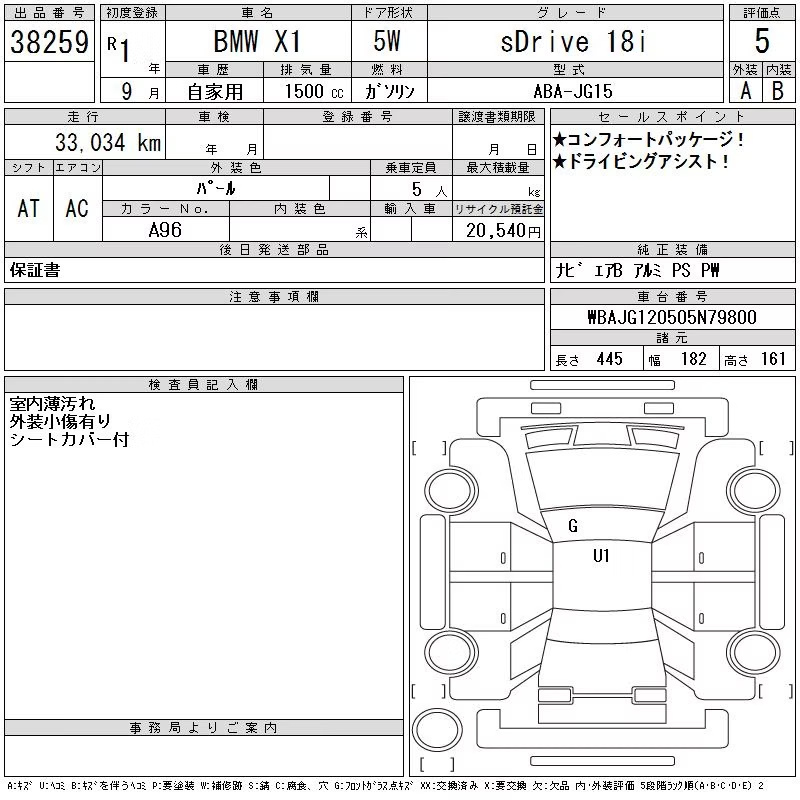 出品番号
38259
初度登録
R 1 年
9 月
車名
BMW X1
ドア形状
5W
グレード
sDrive 18i
評価点
5
車歴
自家用
排気量
1500 cc
燃料
ｶﾞｿﾘﾝ
型式
ABA-JG15
外装 内装
A B
走行
33,034 km
車検
年 月
登録番号
譲渡書類期限
月 日
シフト
AT
エアコン
AC
外装色
ﾊﾟｰﾙ
乗車定員
5 人
最大積載量
kg
カラーNo.
A96
内装色
系
輸入車
リサイクル預託金
20,540円
後日発送部品
保証書
セールスポイント
★コンフォートパッケージ！
★ドライビングアシスト！
純正装備
ﾅﾋﾞ ｴｱB ｱﾙﾐ PS PW
注意事項欄
車台番号
WBAJG120505N79800
諸元
長さ 445 幅 182 高さ 161
検査員記入欄
室内薄汚れ
外装小傷有り
シートカバー付
G
U1
[ ] [ ]
[ ] [ ]
事務局よりご案内
A:ｷｽﾞ U:ﾍｺﾐ B:ｷｽﾞを伴うﾍｺﾐ P:要塗装 W:補修跡 S:錆 C:腐食、穴 G:ﾌﾛﾝﾄｶﾞﾗｽ点ｷｽﾞ XX:交換済み X:要交換 欠:欠品 内・外装評価 5段階ﾗﾝｸ順(A・B・C・D・E) 2